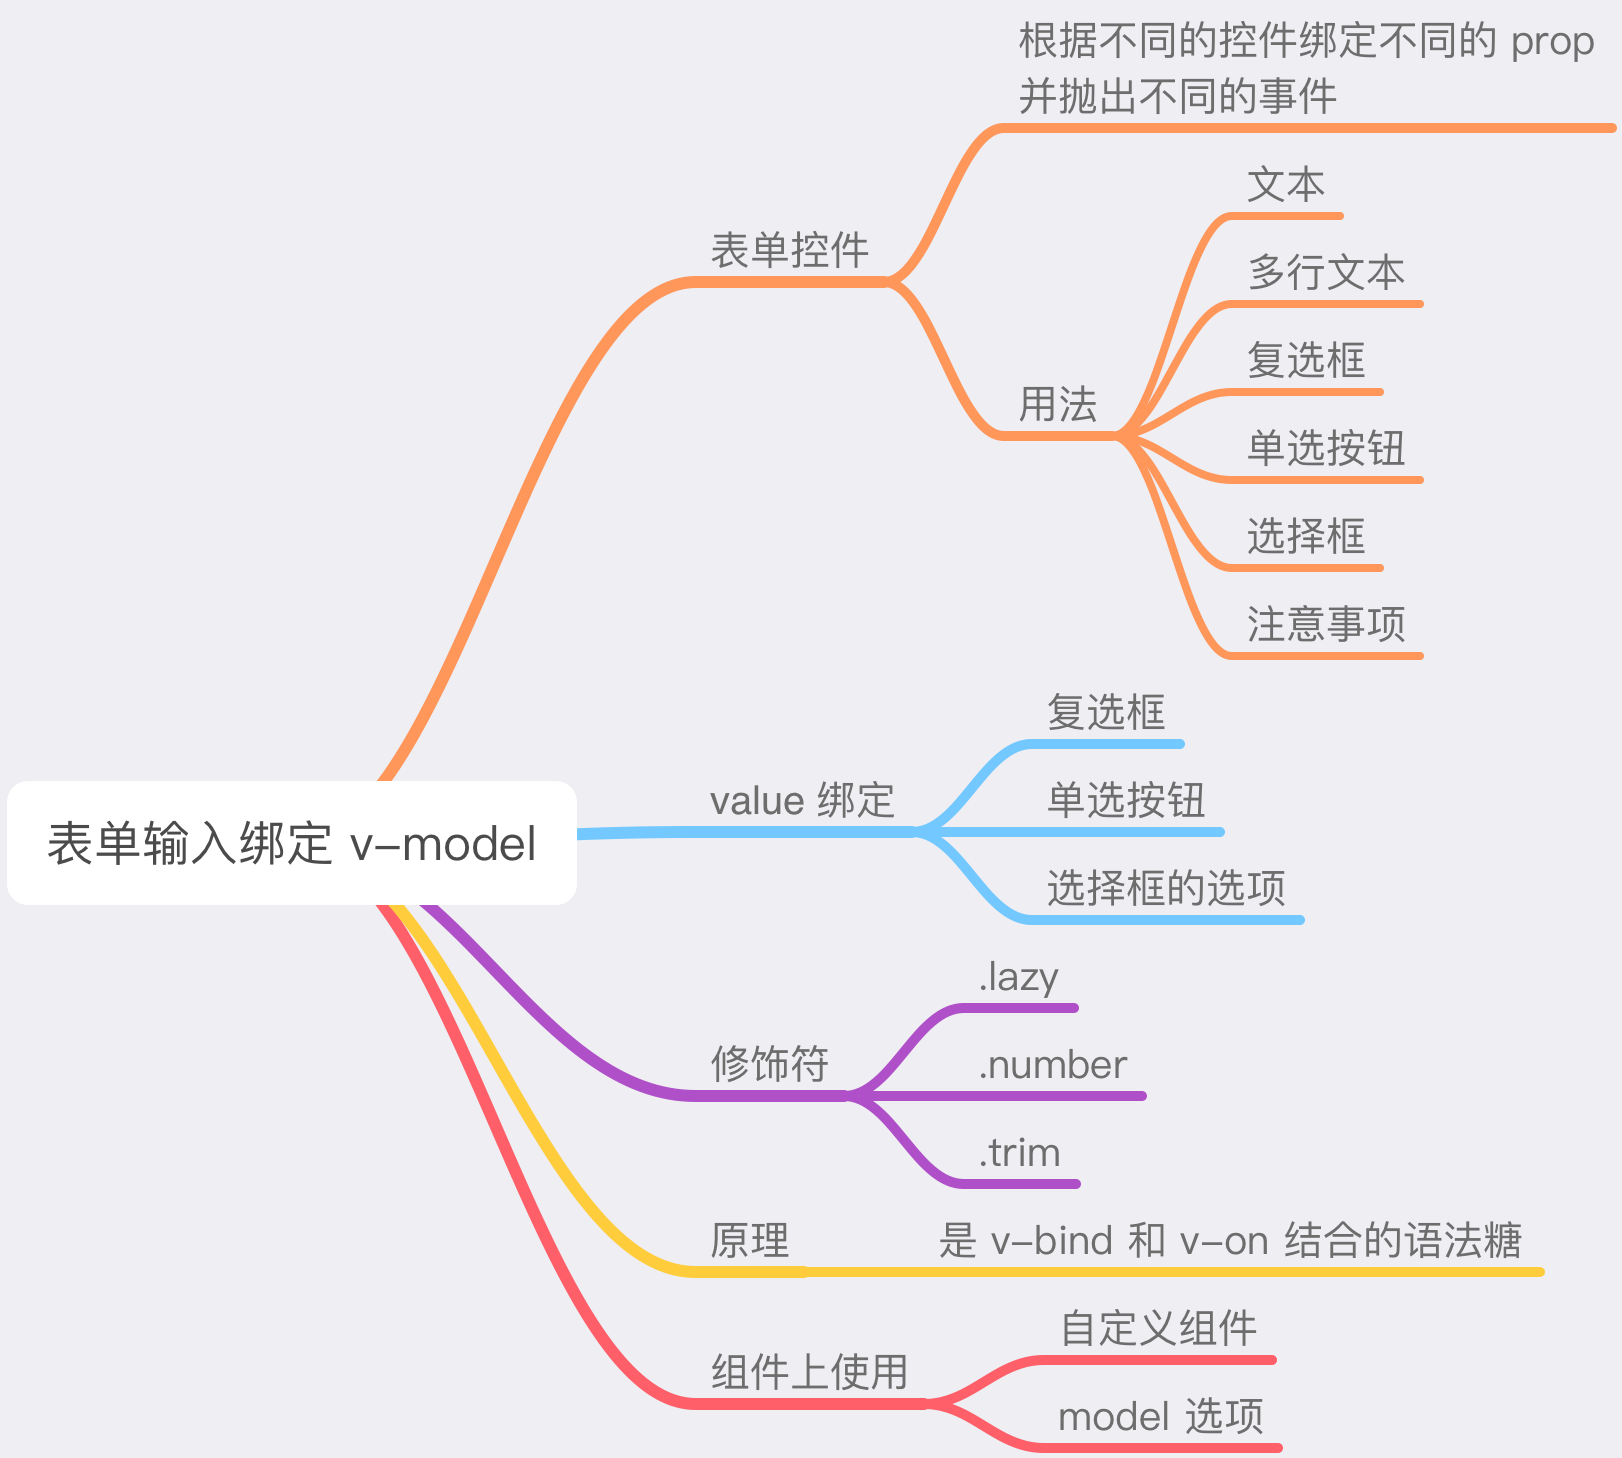 根据不同的控件绑定不同的 prop
并抛出不同的事件
文本
表单控件
多行文本
复选框
用法
单选按钮
选择框
注意事项
复选框
value 绑定
单选按钮
表单输入绑定 v-model
选择框的选项
.lazy
修饰符
.number
.trim
原理
是 v-bind 和 v-on 结合的语法糖
自定义组件
组件上使用
model 选项